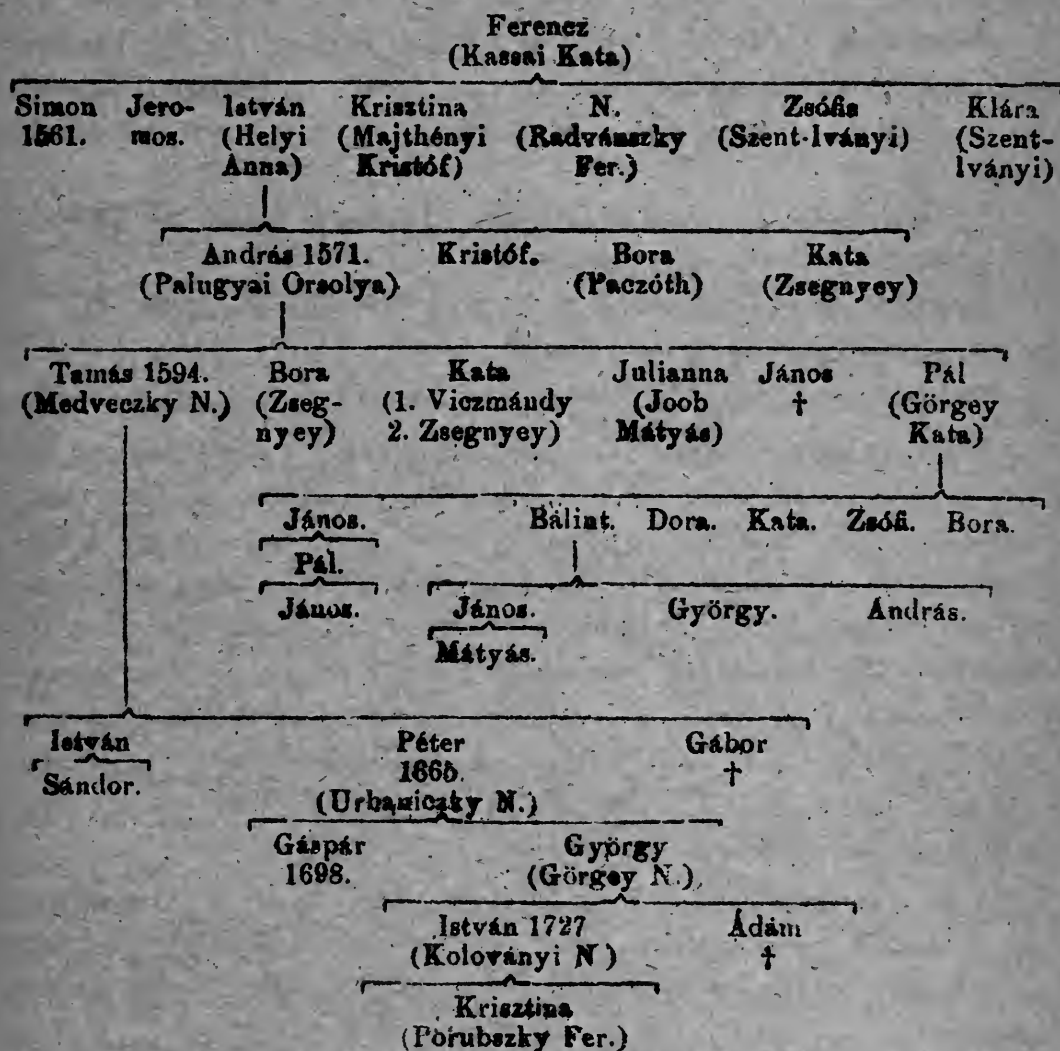 Ferencz
(Kassai Kata)
Simon Jero- István Krisztina N. Zsófia Klára
1561. mos. (Helyi (Majthényi (Radvánszky (Szent-Iványi) (Szent-
Anna) Kristóf) Fer.) Iványi)
András 1571. Kristóf. Bora Kata
(Palugyai Orsolya) (Paczóth) (Zsegnyey)
Tamás 1594. Bora Kata Julianna János Pál
(Medveczky N.) (Zseg- (1. Viczmándy (Joob † (Görgey
nyey) 2. Zsegnyey) Mátyás) Kata)
János. Bálint. Dora. Kata. Zsófi. Bora.
Pál.
János. János. György. András.
Mátyás.
István Péter Gábor
Sándor. 1665. †
(Urbaniczky N.)
Gáspár György
1698. (Görgey N.)
István 1727 Ádám
(Koloványi N ) †
Krisztina
(Porubszky Fer.)